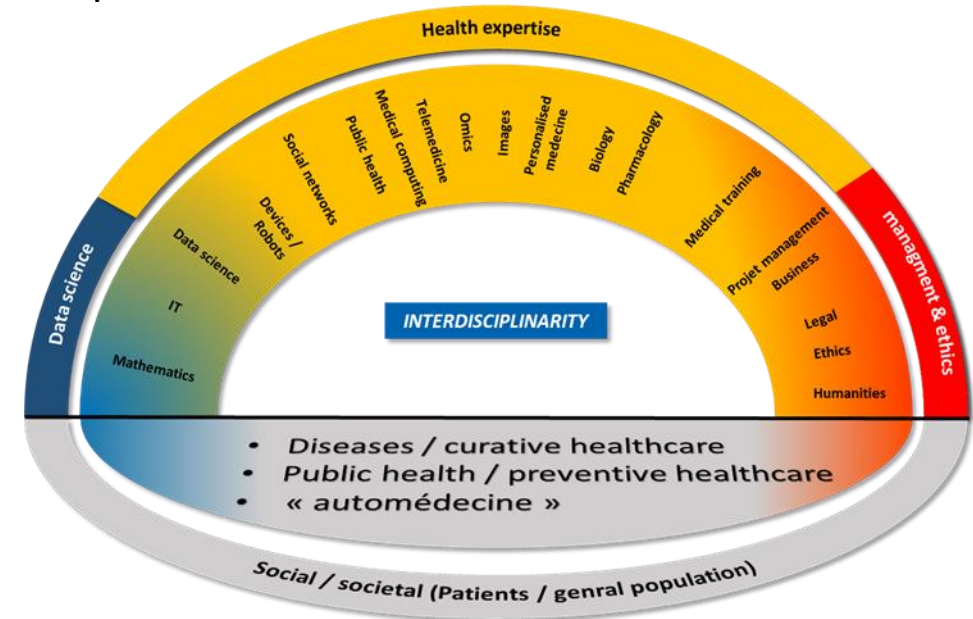 Health expertise
Data science
managment & ethics
Mathematics
IT
Data science
Devices /
Robots
Social networks
Public health
Medical computing
Telemedicine
Omics
Images
Personalised
medecine
Biology
Pharmacology
Medical training
Projet management
Business
Legal
Ethics
Humanities
INTERDISCIPLINARITY
• Diseases / curative healthcare
• Public health / preventive healthcare
• « automédecine »
Social / societal (Patients / genral population)